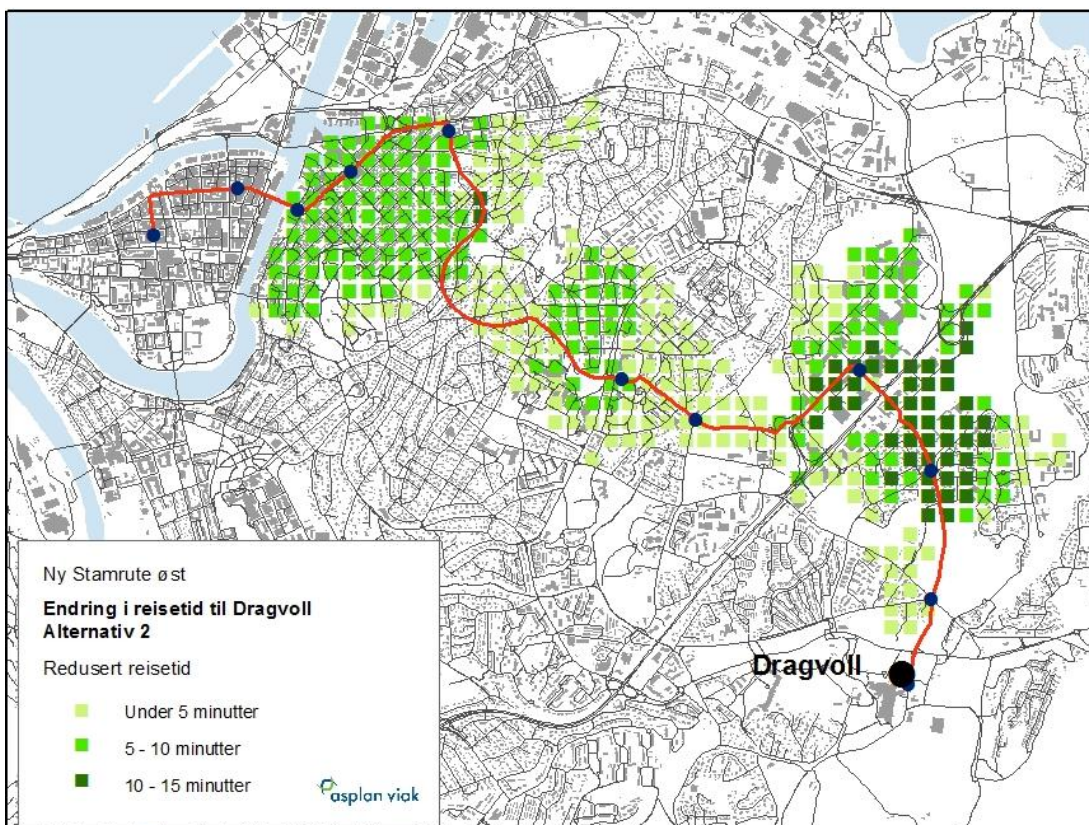 Dragvoll
Ny Stamrute øst
Endring i reisetid til Dragvoll
Alternativ 2
Redusert reisetid
Under 5 minutter
5 - 10 minutter
10 - 15 minutter
asplan viak